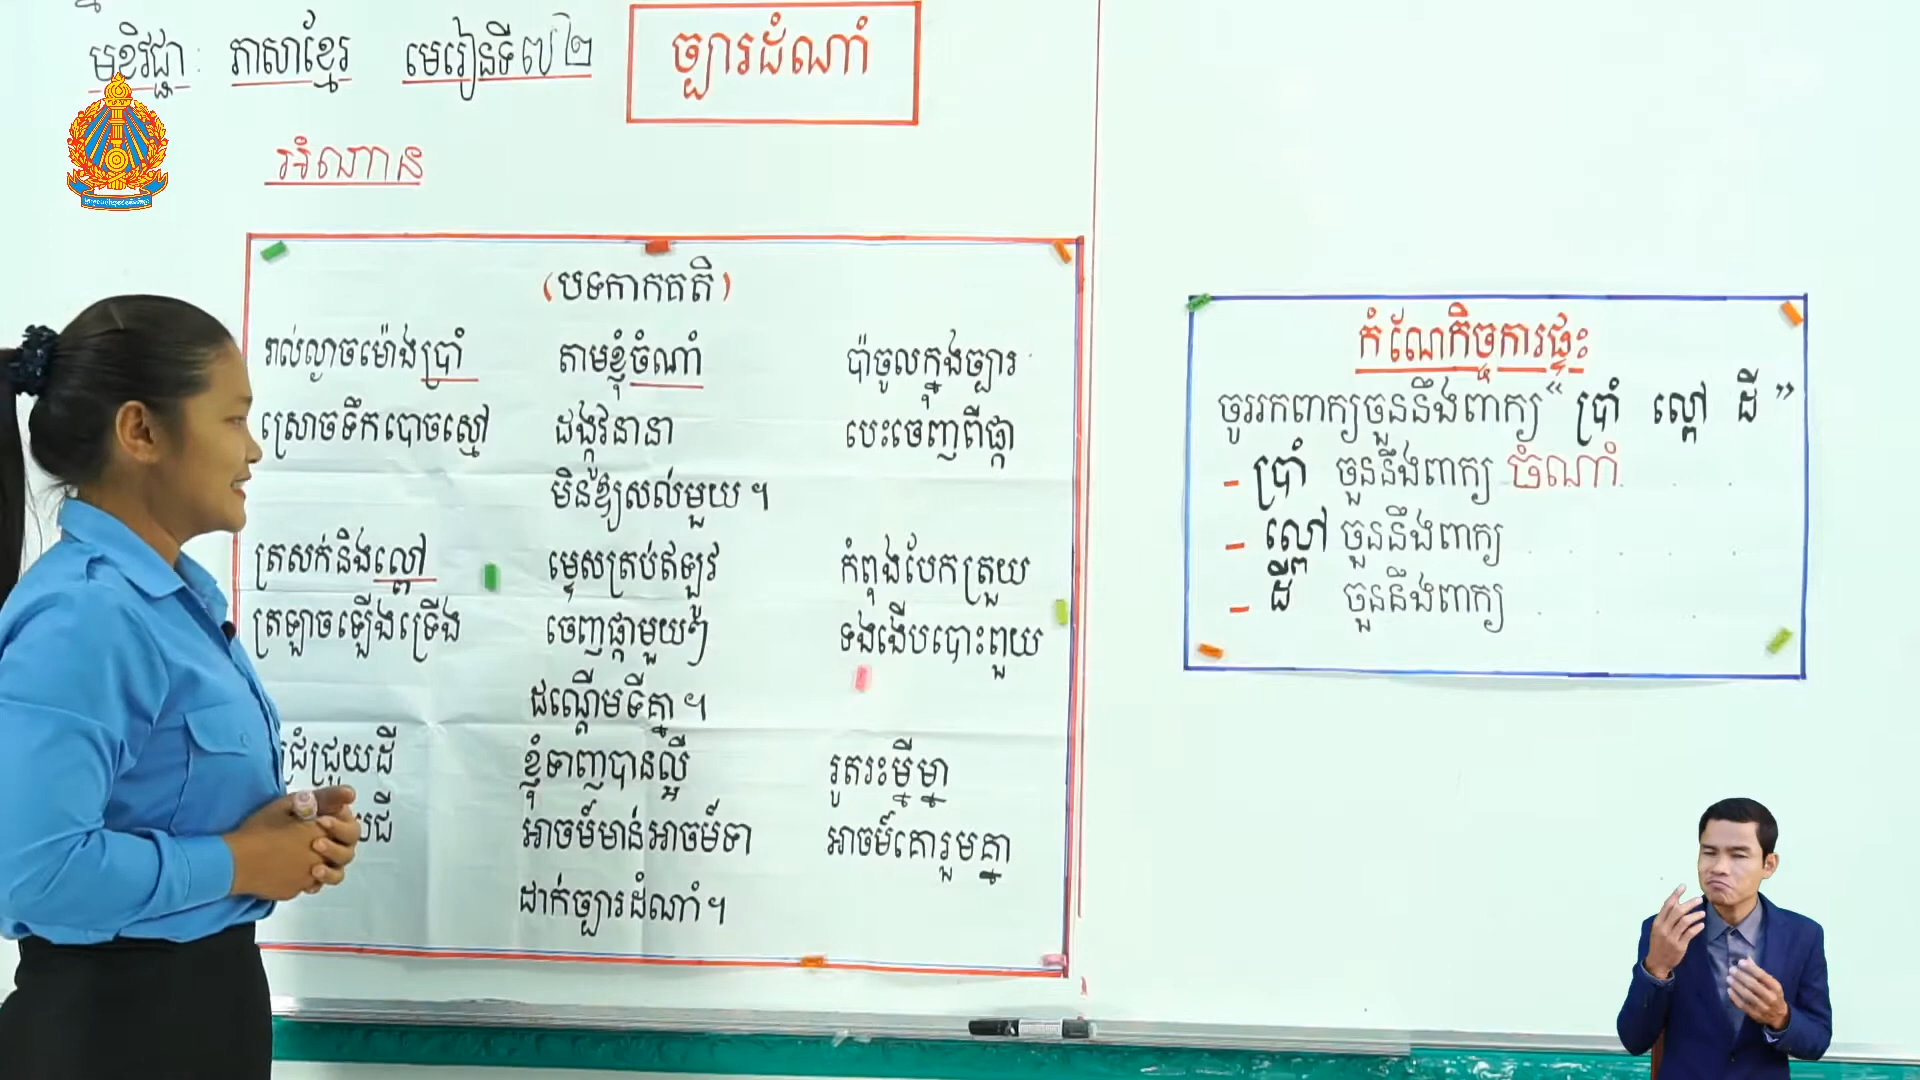 មុខវិជ្ជា: ភាសាខ្មែរ មេរៀនទី៧២ ច្បារដំណាំ
អំណាន
(បទកាកគតិ)
រាល់ល្ងាចម៉ោងប្រាំ តាមខ្ញុំចំណាំ ប៉ាចូលក្នុងច្បារ
ស្រោចទឹកបោចស្មៅ ដង្កូវនានា បេះចេញពីផ្កា
មិនឱ្យសល់មួយ។
ត្រសក់និងល្ពៅ ម្ទេសត្រប់ឥឡូវ កំពុងបែកត្រួយ
ត្រឡាចឡើងទ្រើង ចេញផ្កាមួយៗ ទងងើបបោះពួយ
ដណ្ដើមទីគ្នា។
ជ្រុំជ្រួយដី ខ្ញុំទាញបានល្អី រូតរះម្នីម្នា
ជី អាចម៍មាន់អាចម៍ទា អាចម៍គោរួមគ្នា
ដាក់ច្បារដំណាំ។
កំណែកិច្ចការផ្ទះ
ចូររកពាក្យចួននឹងពាក្យ “ ប្រាំ ល្ពៅ ដី ”
- ប្រាំ ចួននឹងពាក្យ ចំណាំ . . .
- ល្ពៅ ចួននឹងពាក្យ . . . . .
- ដី ចួននឹងពាក្យ . . . .